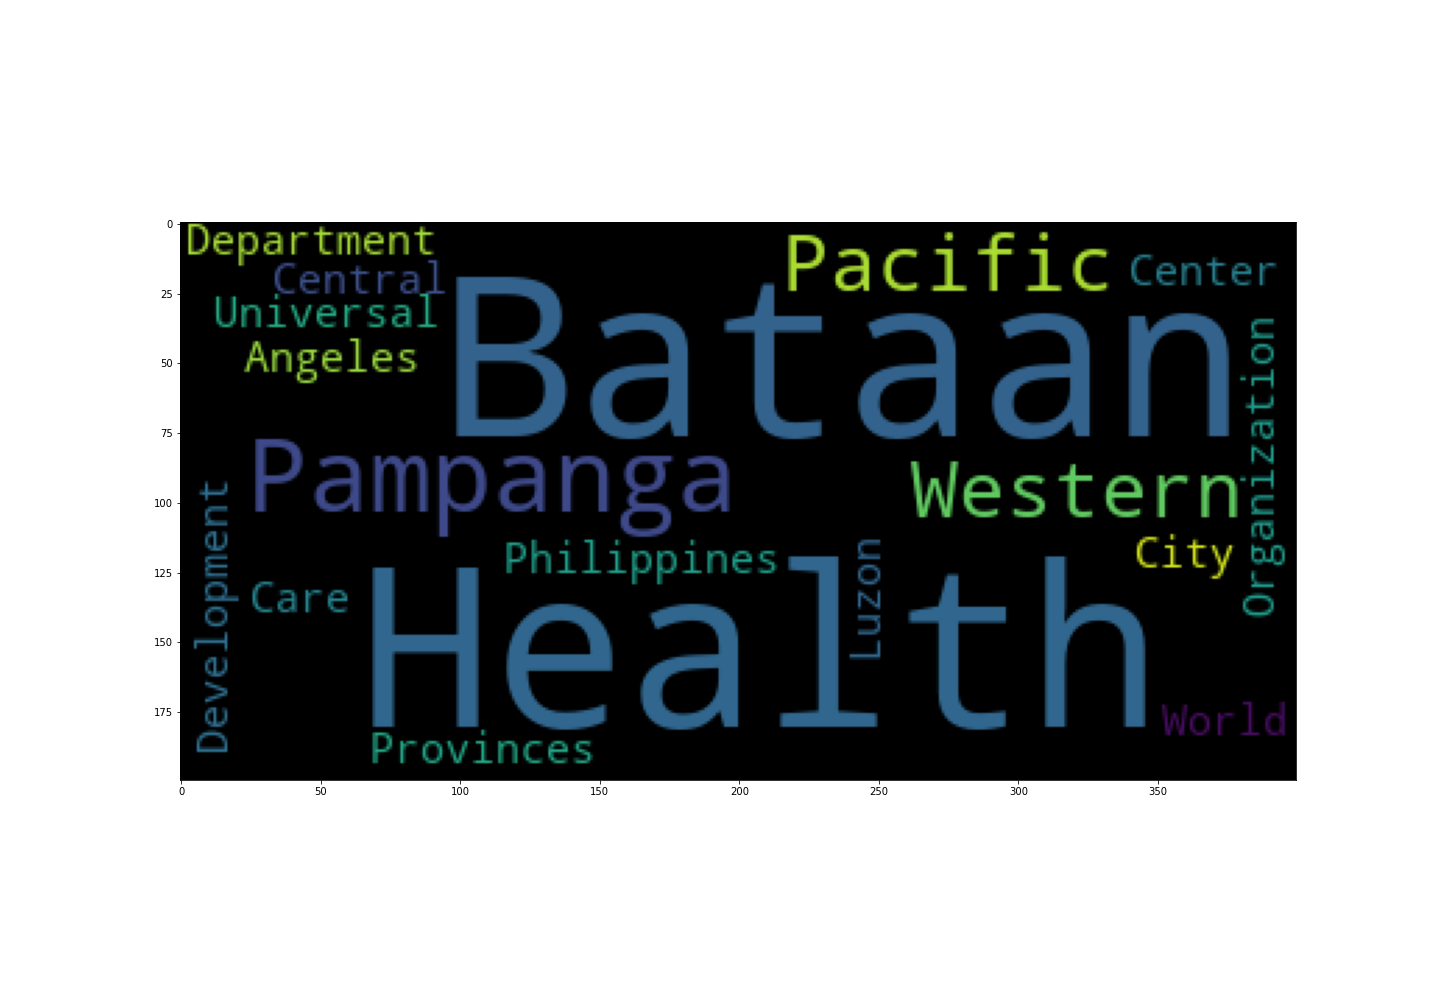 Department
Central
Universal
Angeles
Bataan
Pacific
Center
Organization
Pampanga
Western
Development
Philippines
Luzon
City
Care
Health
World
Provinces
0
25
50
75
100
125
150
175
0
50
100
150
200
250
300
350